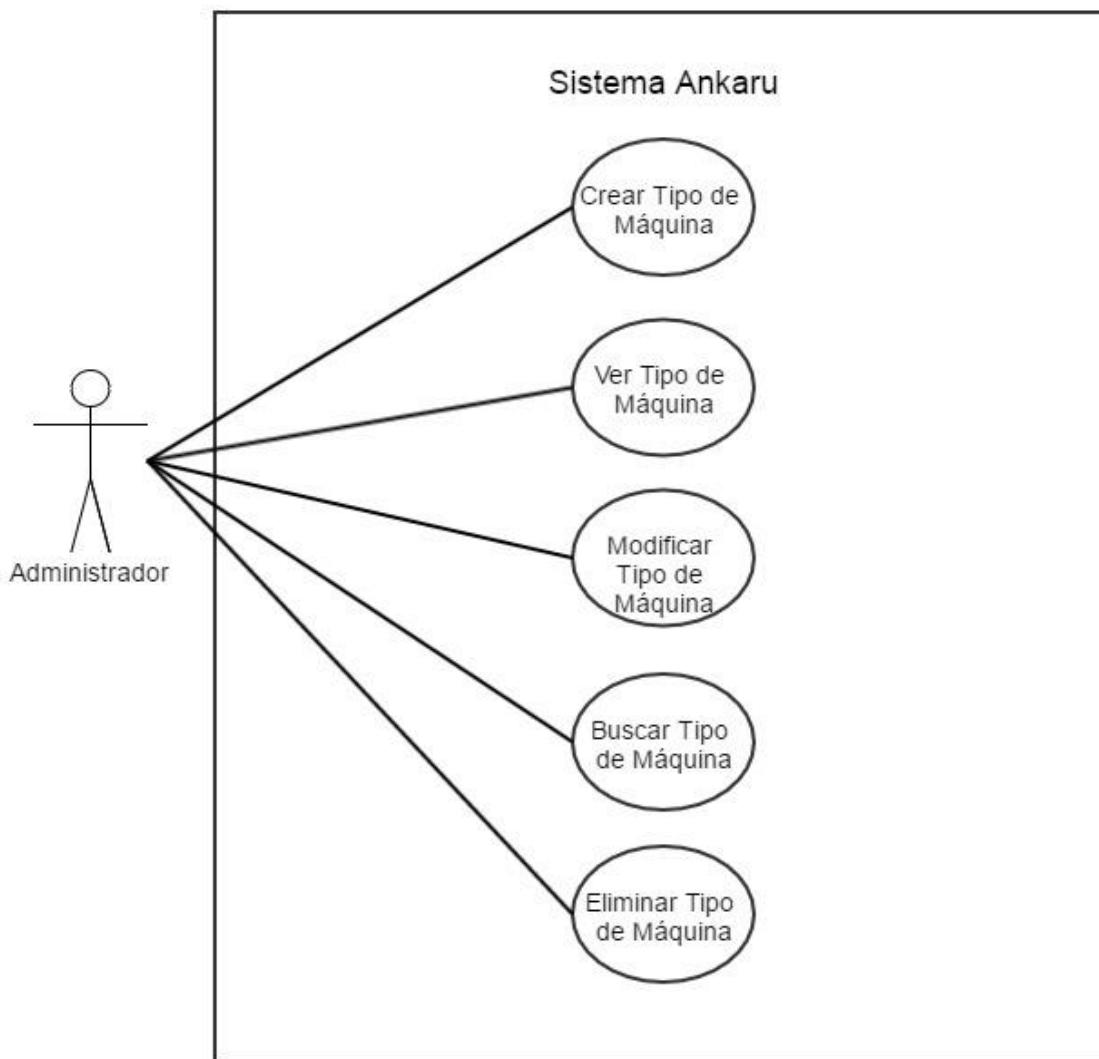 Sistema Ankaru
Crear Tipo de
Máquina
Ver Tipo de
Máquina
Modificar
Tipo de
Máquina
Administrador
Buscar Tipo
de Máquina
Eliminar Tipo
de Máquina